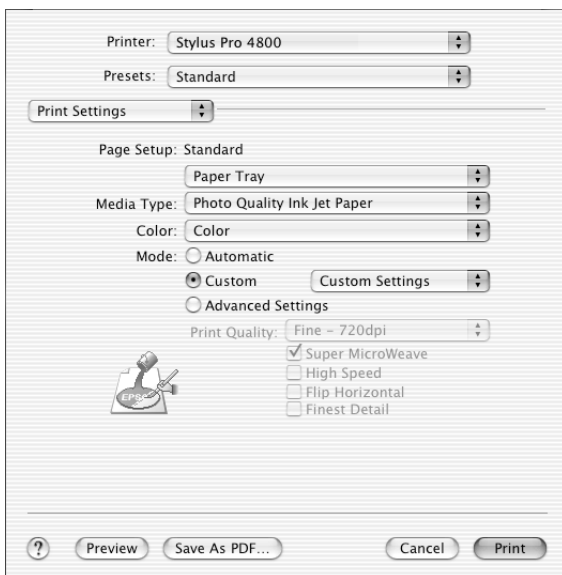 Printer: Stylus Pro 4800
Presets: Standard
Print Settings
Page Setup: Standard
Paper Tray
Media Type: Photo Quality Ink Jet Paper
Color: Color
Mode: Automatic
Custom Custom Settings
Advanced Settings
Print Quality: Fine – 720dpi
Super MicroWeave
High Speed
Flip Horizontal
Finest Detail
EPSO
? Preview Save As PDF... Cancel Print